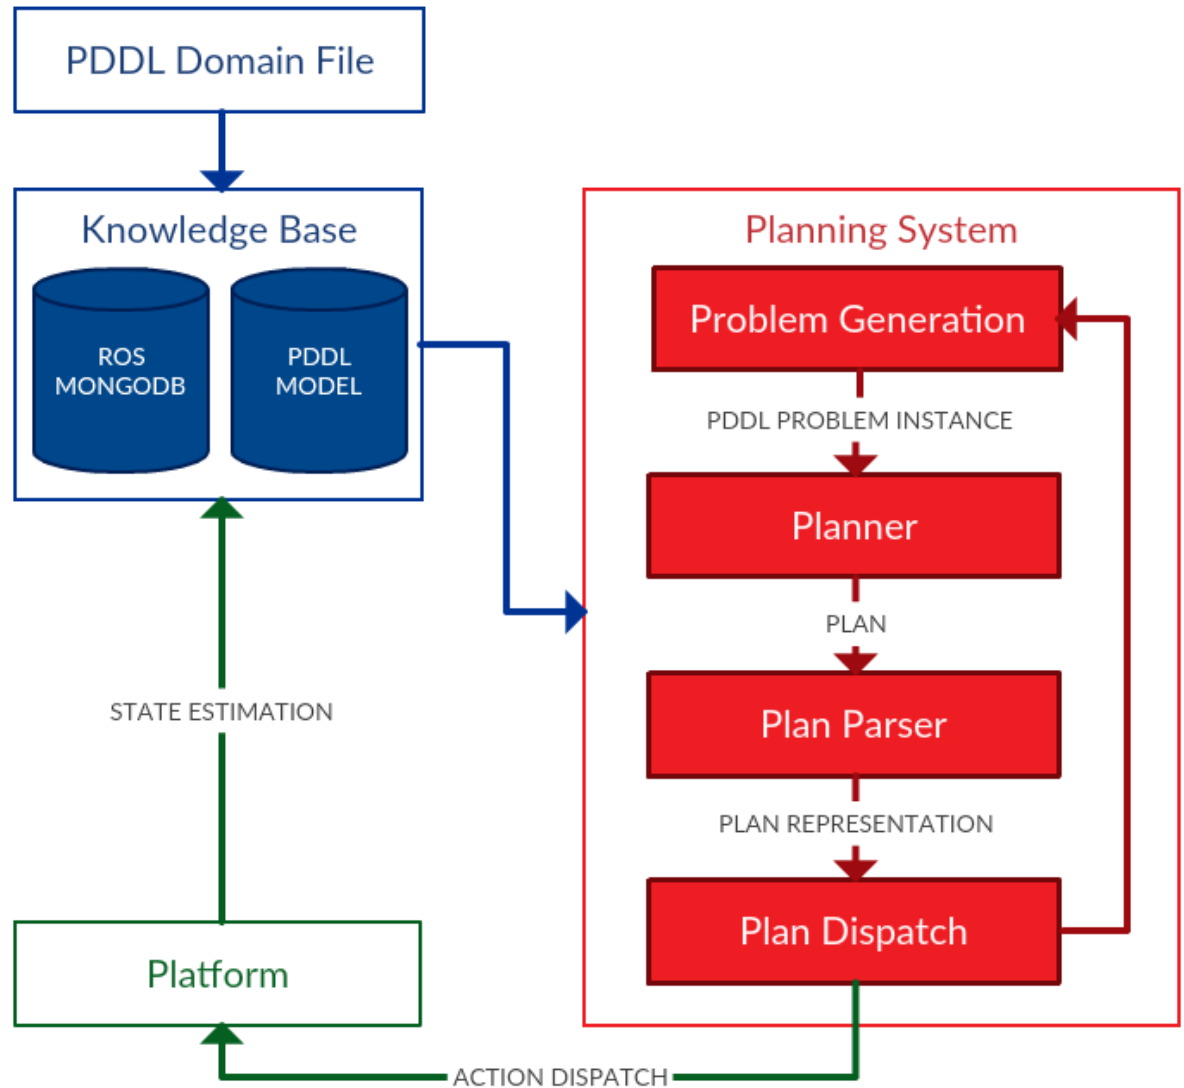 PDDL Domain File
Knowledge Base
ROS
MONGODB
PDDL
MODEL
Planning System
Problem Generation
PDDL PROBLEM INSTANCE
Planner
PLAN
Plan Parser
PLAN REPRESENTATION
Plan Dispatch
STATE ESTIMATION
Platform
ACTION DISPATCH